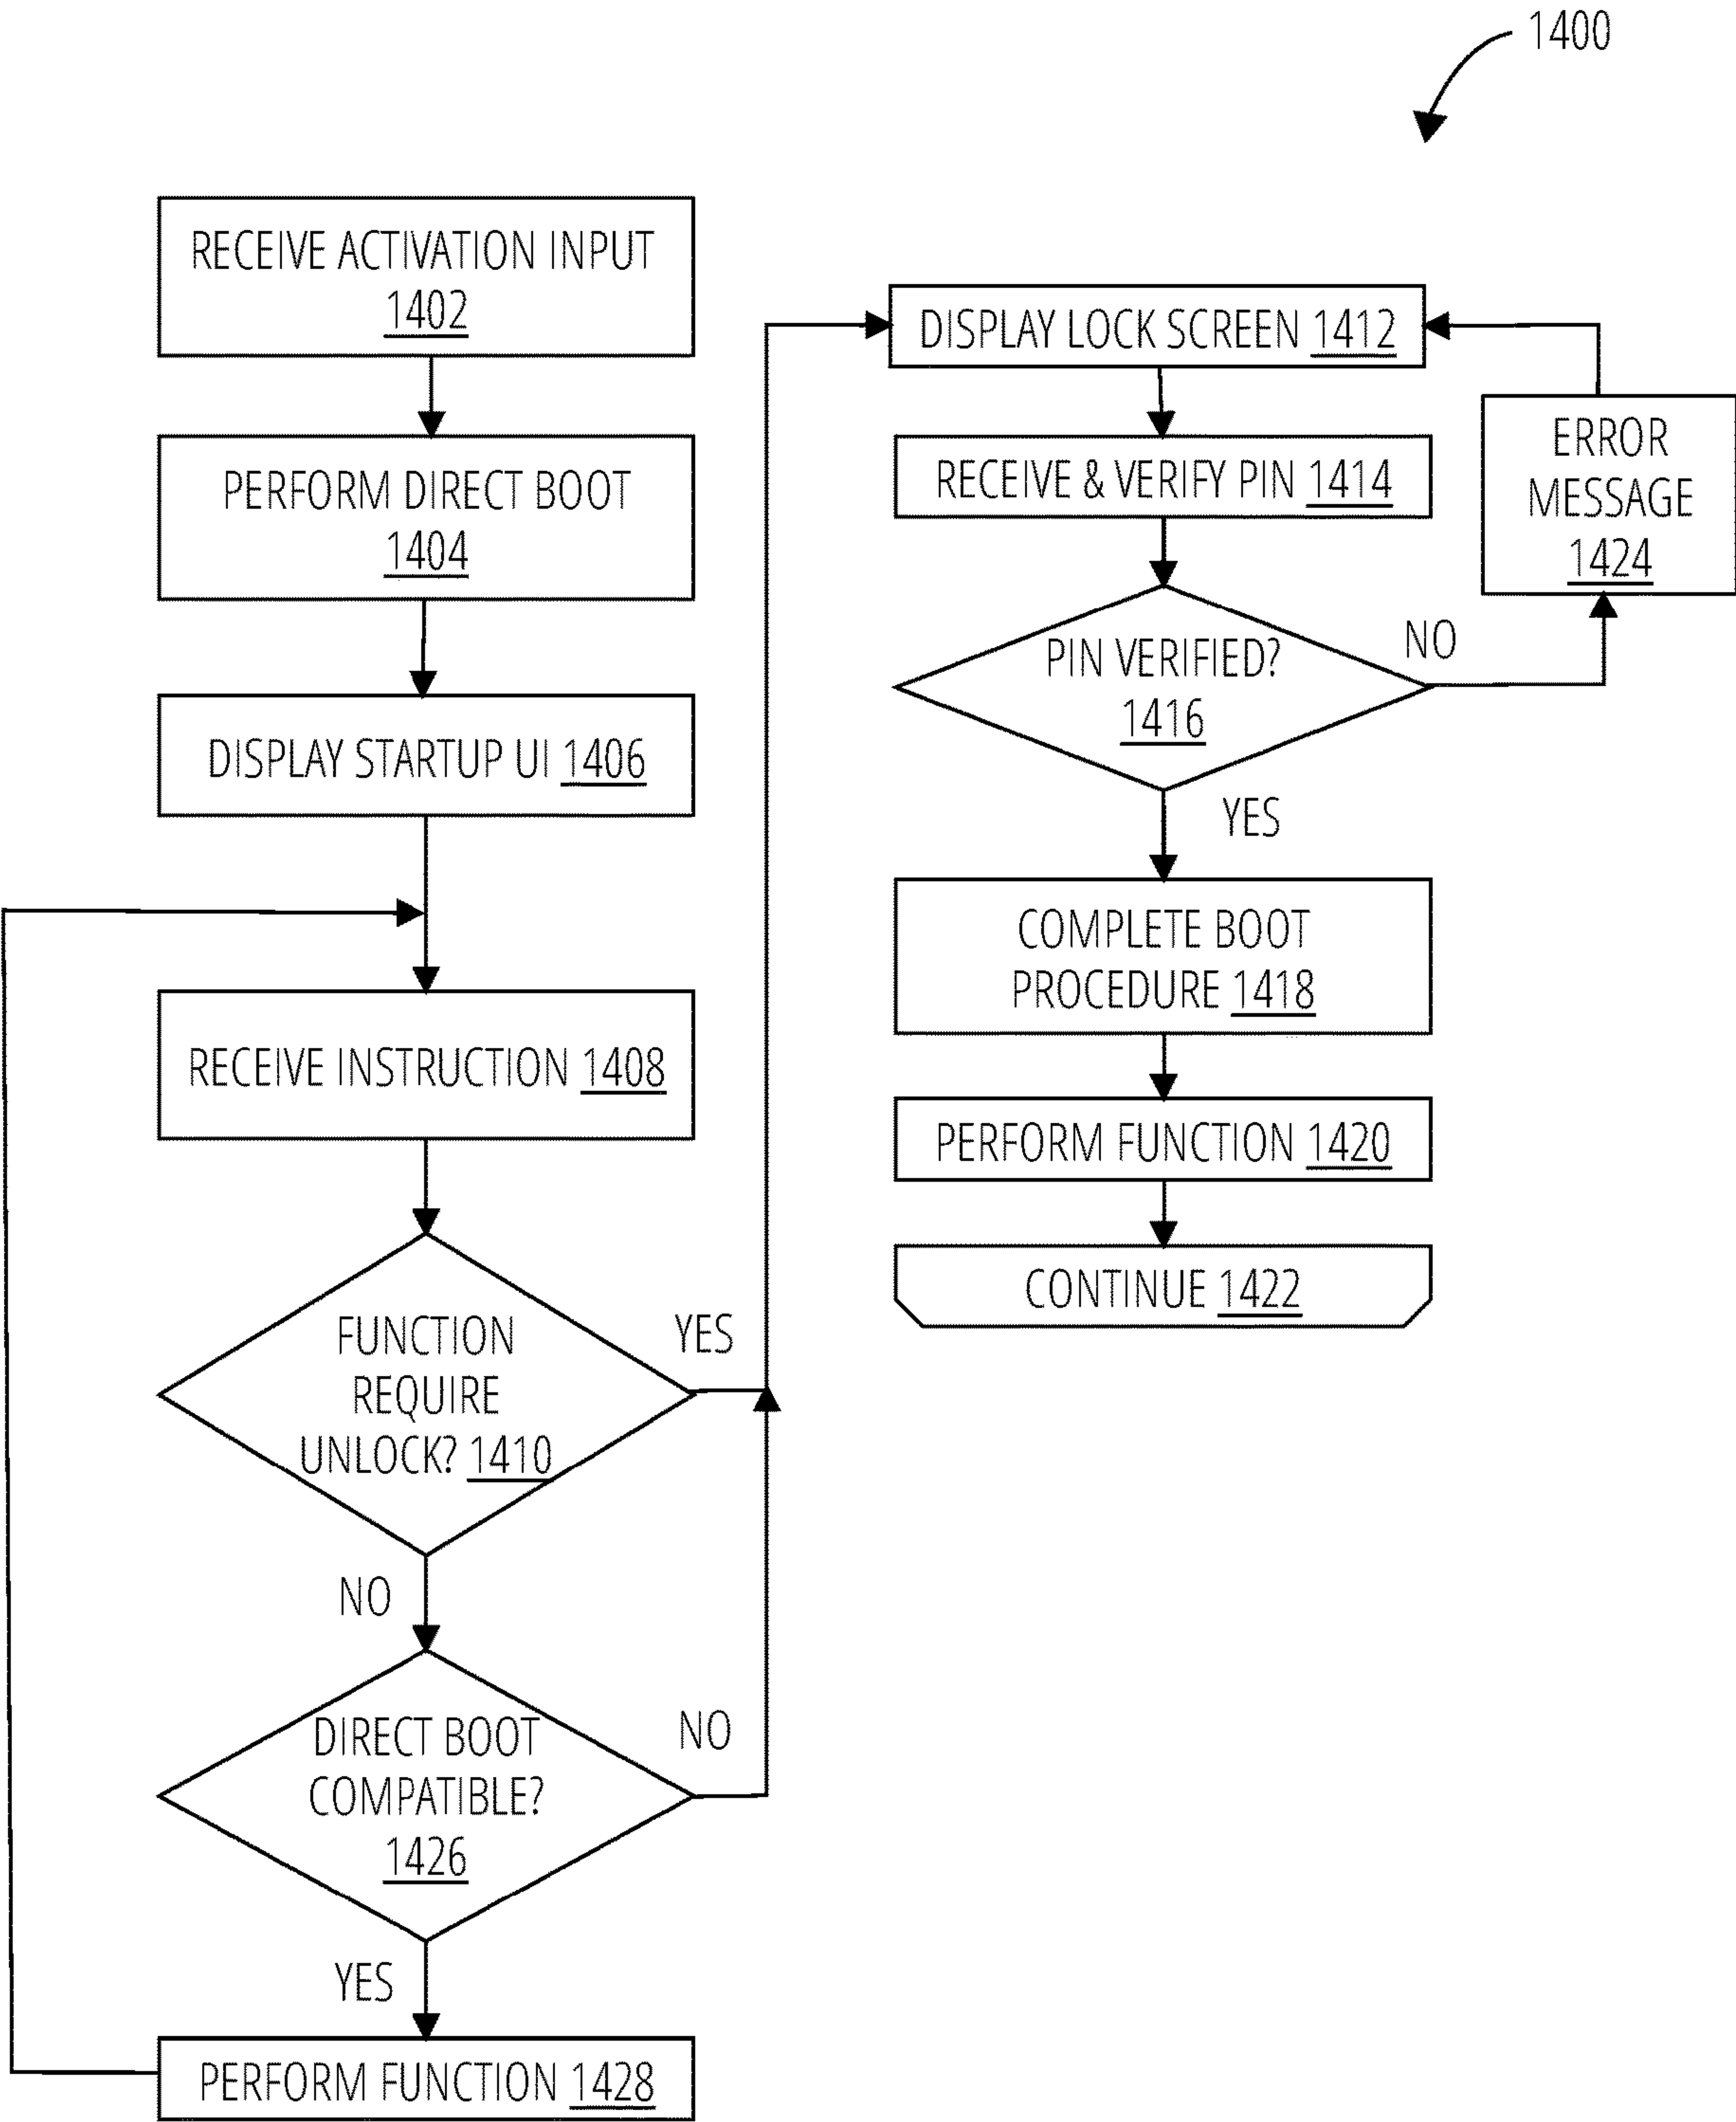 1400
RECEIVE ACTIVATION INPUT
1402
PERFORM DIRECT BOOT
1404
DISPLAY STARTUP UI 1406
RECEIVE INSTRUCTION 1408
FUNCTION
REQUIRE
UNLOCK? 1410
YES
NO
DIRECT BOOT
COMPATIBLE?
1426
NO
YES
PERFORM FUNCTION 1428
DISPLAY LOCK SCREEN 1412
RECEIVE & VERIFY PIN 1414
PIN VERIFIED?
1416
NO
ERROR
MESSAGE
1424
YES
COMPLETE BOOT
PROCEDURE 1418
PERFORM FUNCTION 1420
CONTINUE 1422